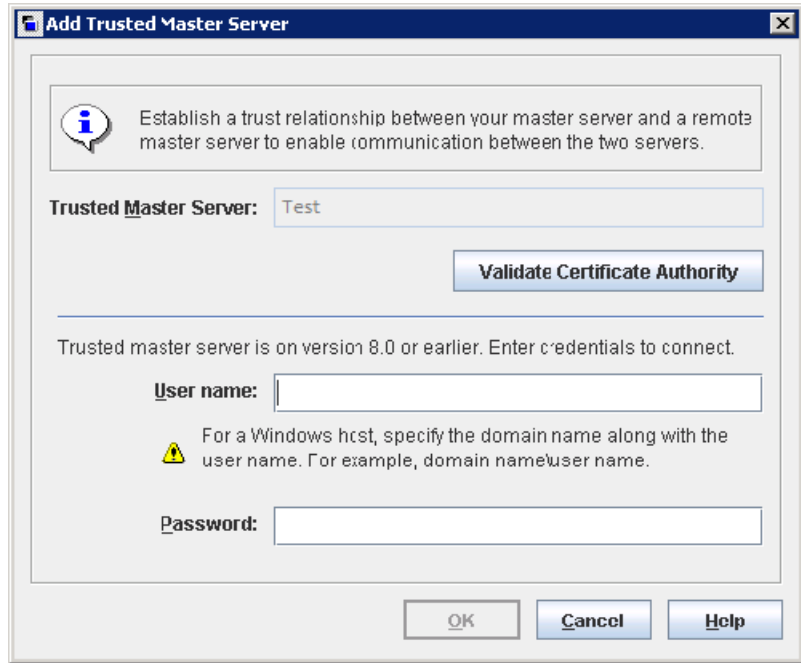 Add Trusted Master Server
Establish a trust relationship between your master server and a remote
master server to enable communication between the two servers.
Trusted Master Server: Test
Validate Certificate Authority
Trusted master server is on version 8.0 or earlier. Enter credentials to connect.
User name:
For a Windows host, specify the domain name along with the
user name. For example, domain name\user name.
Password:
OK Cancel Help